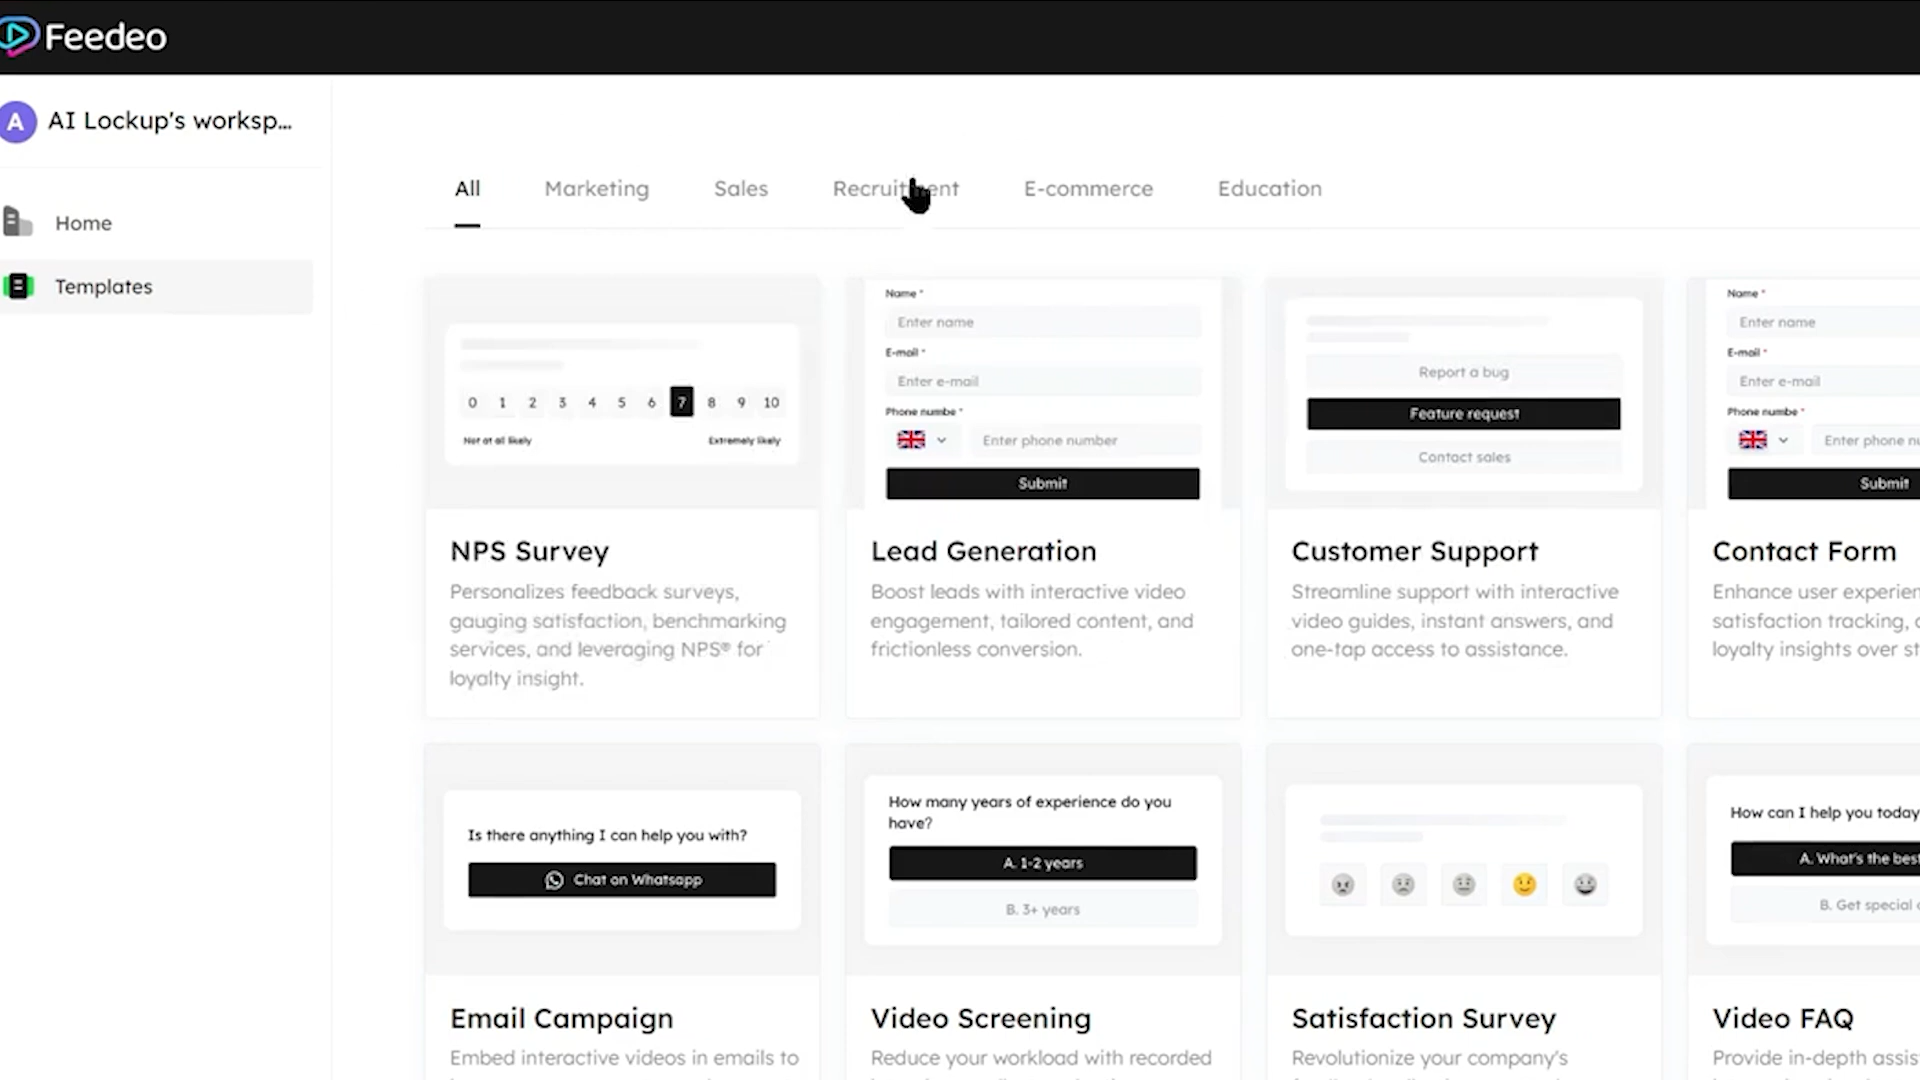 Feedeo
A
AI Lockup's worksp...
Home
Templates
All
Marketing
Sales
Recruitment
E-commerce
Education
0 1 2 3 4 5 6 7 8 9 10
Not at all likely
Extremely likely
NPS Survey
Personalizes feedback surveys,
gauging satisfaction, benchmarking
services, and leveraging NPS® for
loyalty insight.
Name *
Enter name
E-mail *
Enter e-mail
Phone numbe *
Enter phone number
Submit
Lead Generation
Boost leads with interactive video
engagement, tailored content, and
frictionless conversion.
Report a bug
Feature request
Contact sales
Customer Support
Streamline support with interactive
video guides, instant answers, and
one-tap access to assistance.
Name *
Enter name
E-mail *
Enter e-mail
Phone numbe *
Enter phone
Submit
Contact Form
Enhance user
satisfaction tracking,
loyalty insights over
Is there anything I can help you with?
Chat on Whatsapp
Email Campaign
Embed interactive videos in emails to
How many years of experience do you
have?
A. 1-2 years
B. 3+ years
Video Screening
Reduce your workload with recorded
Satisfaction Survey
Revolutionize your company's
How can I help you today
A. What's the best
B. Get special
Video FAQ
Provide in-depth